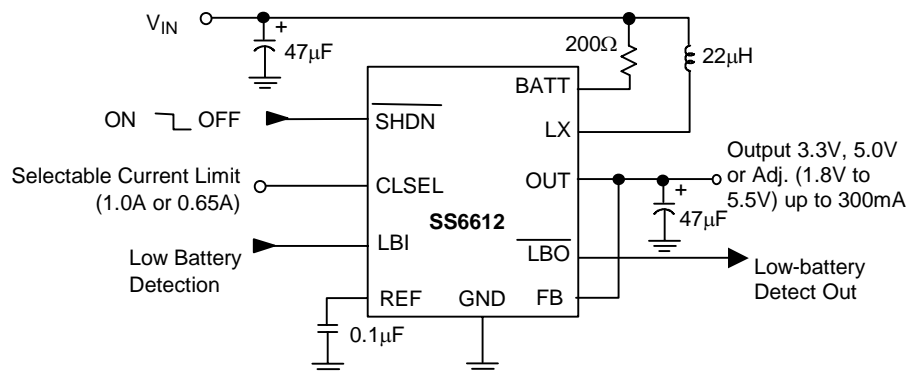 V_IN
+
47µF
200Ω
22µH
BATT
ON OFF
SHDN
LX
Selectable Current Limit
(1.0A or 0.65A)
CLSEL
OUT
+
47µF
Output 3.3V, 5.0V
or Adj. (1.8V to
5.5V) up to 300mA
SS6612
Low Battery
Detection
LBI
LBO
Low-battery
Detect Out
REF
GND
FB
0.1µF